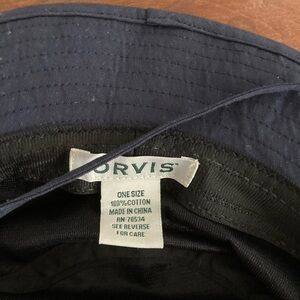 ORVIS
ONE SIZE
100% COTTON
MADE IN CHINA
RN-76534
SEE REVERSE
FOR CARE